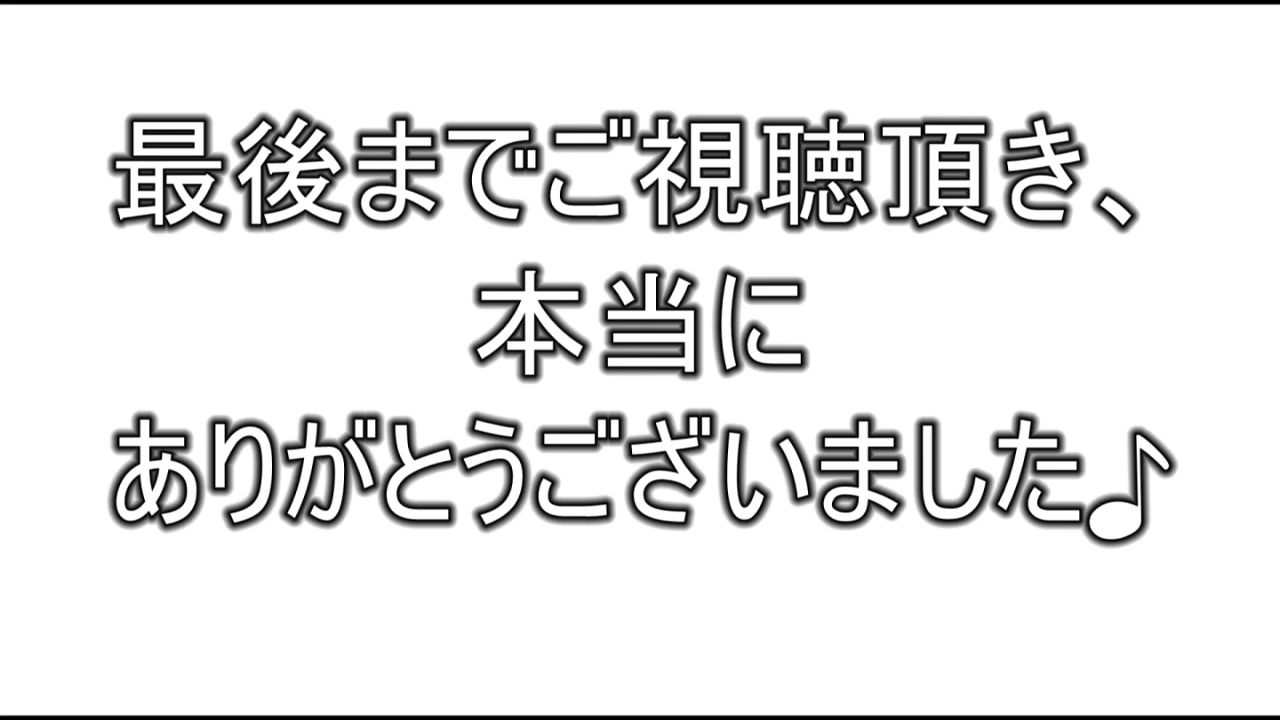 最後までご視聴頂き、
本当に
ありがとうございました♪